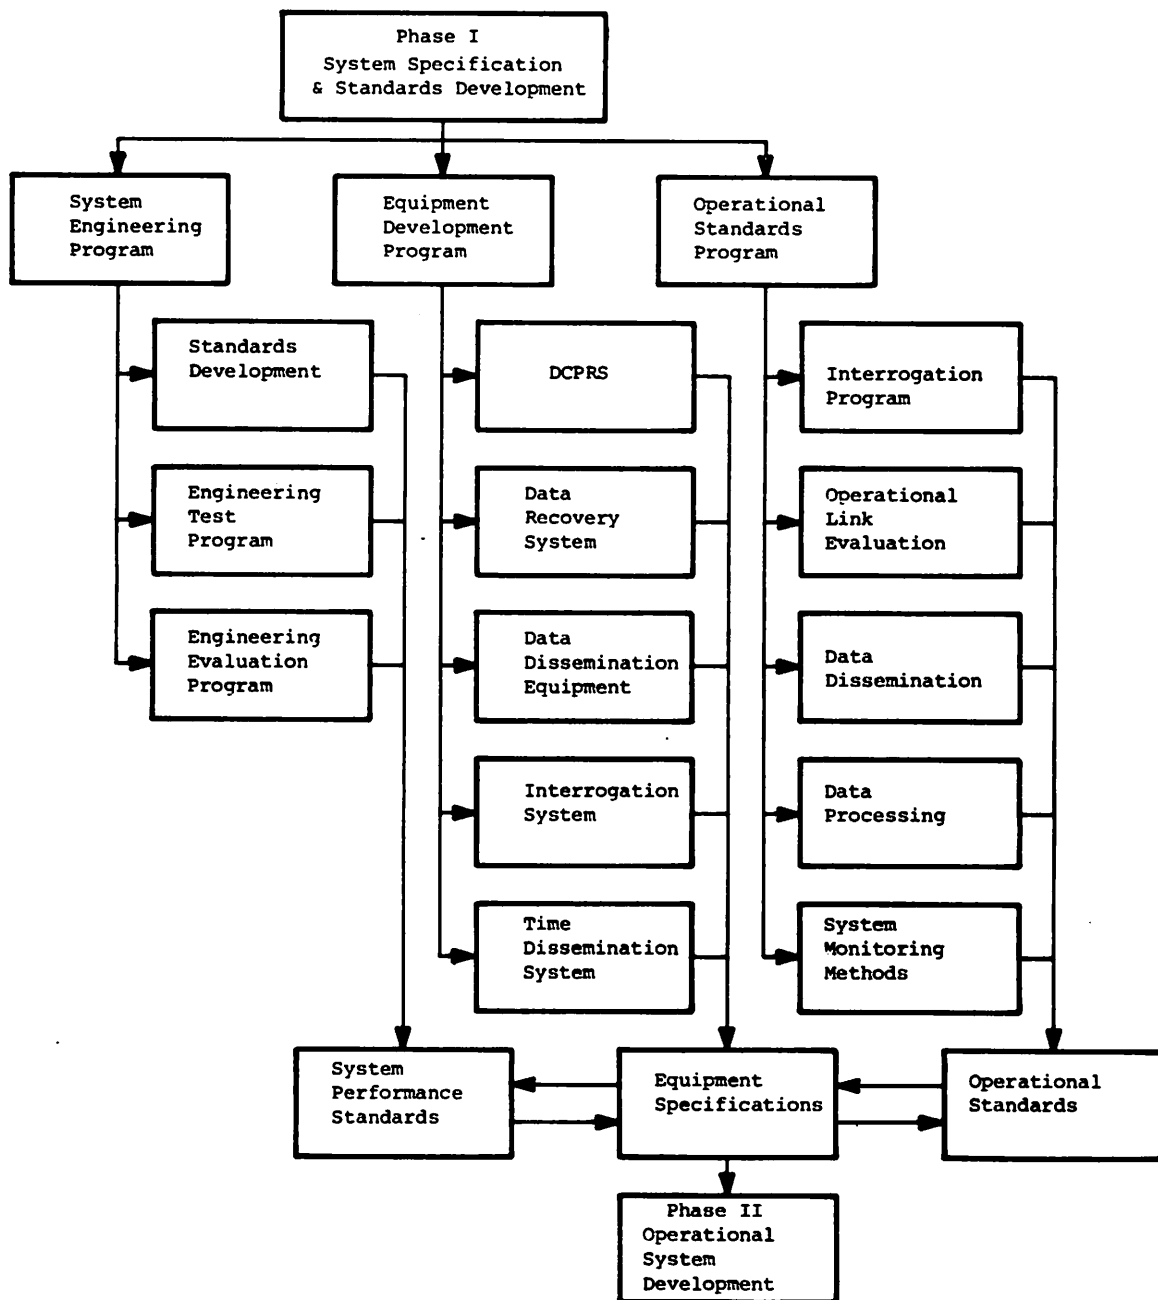 Phase I
System Specification
& Standards Development
System
Engineering
Program
Equipment
Development
Program
Operational
Standards
Program
Standards
Development
DCPRS
Interrogation
Program
Engineering
Test
Program
Data
Recovery
System
Operational
Link
Evaluation
Engineering
Evaluation
Program
Data
Dissemination
Equipment
Data
Dissemination
Interrogation
System
Data
Processing
Time
Dissemination
System
System
Monitoring
Methods
System
Performance
Standards
Equipment
Specifications
Operational
Standards
Phase II
Operational
System
Development